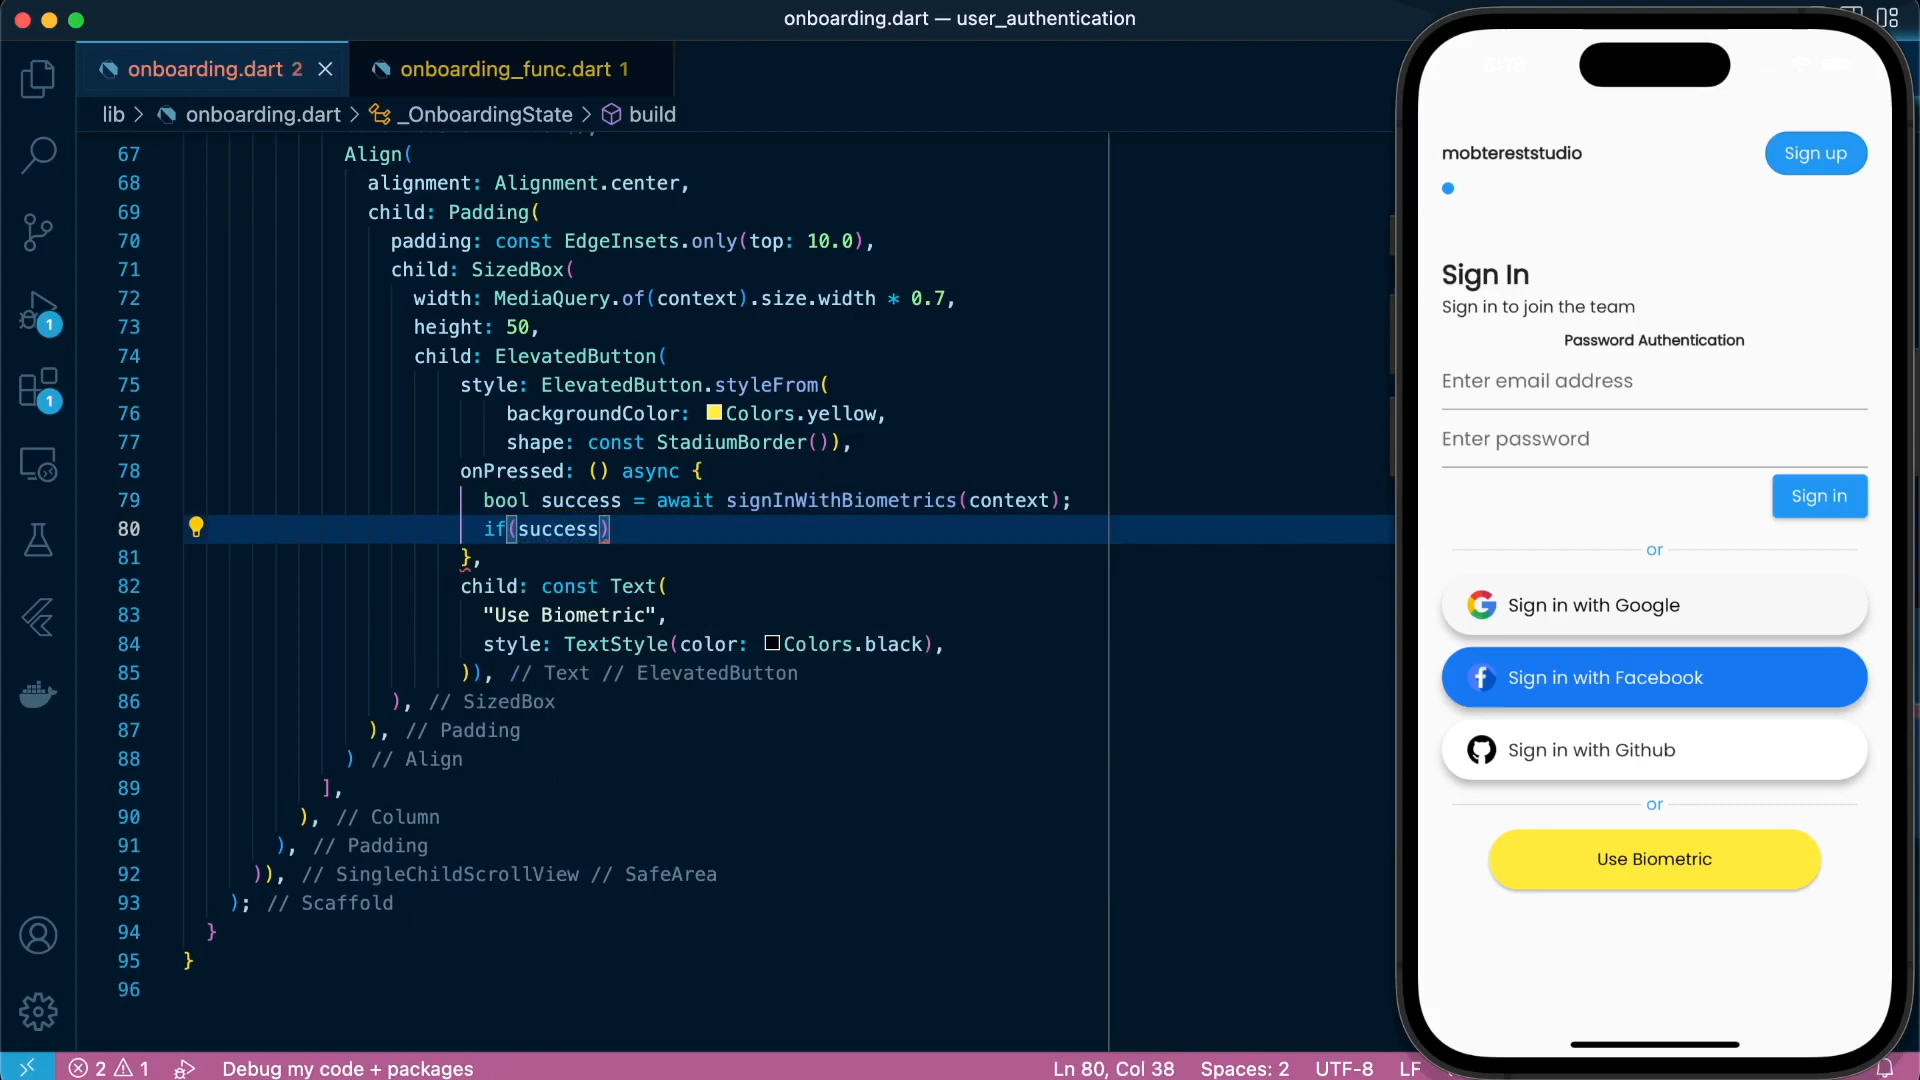 onboarding.dart — user_authentication
onboarding.dart 2
onboarding_func.dart 1
lib > onboarding.dart > _OnboardingState > build
67 Align(
68 alignment: Alignment.center,
69 child: Padding(
70 padding: const EdgeInsets.only(top: 10.0),
71 child: SizedBox(
72 width: MediaQuery.of(context).size.width * 0.7,
73 height: 50,
74 child: ElevatedButton(
75 style: ElevatedButton.styleFrom(
76 backgroundColor: Colors.yellow,
77 shape: const StadiumBorder()),
78 onPressed: () async {
79 bool success = await signInWithBiometrics(context);
80 if(success)
81 },
82 child: const Text(
83 "Use Biometric",
84 style: TextStyle(color: Colors.black),
85 )), // Text // ElevatedButton
86 ), // SizedBox
87 ), // Padding
88 ) // Align
89 ],
90 ), // Column
91 ), // Padding
92 )), // SingleChildScrollView // SafeArea
93 ); // Scaffold
94 }
95 }
96
1
1
2 1 Debug my code + packages
Ln 80, Col 38 Spaces: 2 UTF-8 LF
mobtereststudio
Sign up
Sign In
Sign in to join the team
Password Authentication
Enter email address
Enter password
Sign in
or
Sign in with Google
Sign in with Facebook
Sign in with Github
or
Use Biometric